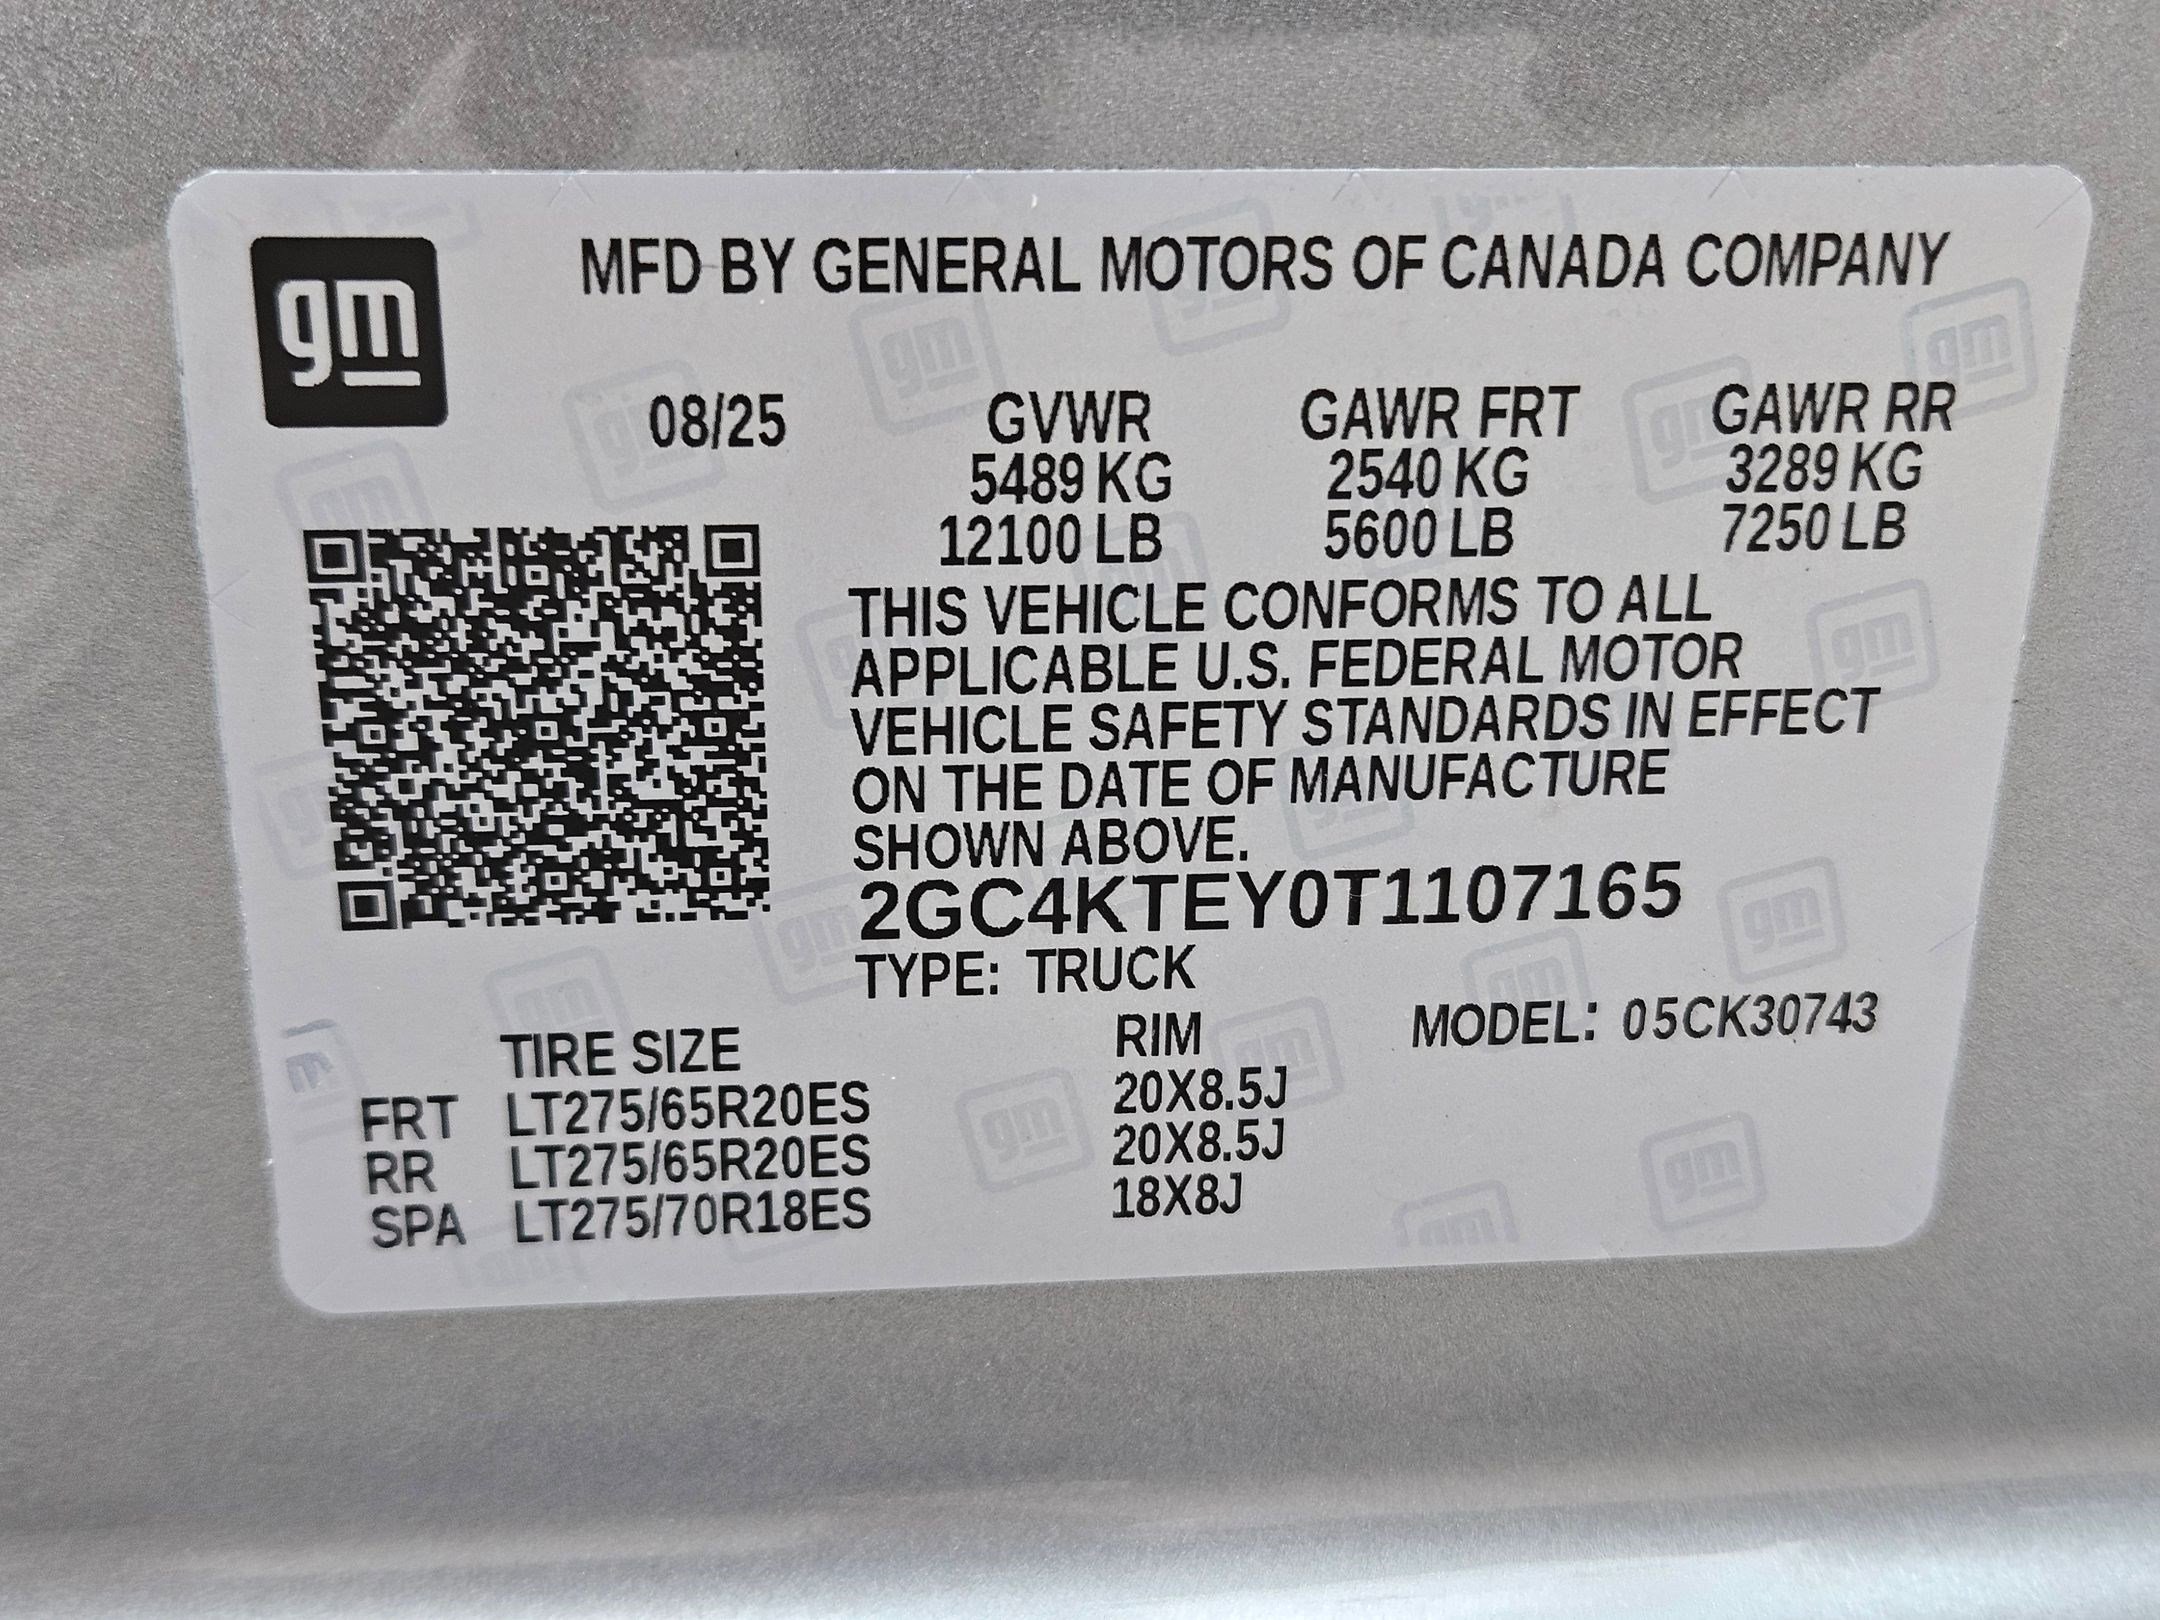 gm
MFD BY GENERAL MOTORS OF CANADA COMPANY
08/25 GVWR GAWR FRT GAWR RR
5489 KG 2540 KG 3289 KG
12100 LB 5600 LB 7250 LB
THIS VEHICLE CONFORMS TO ALL
APPLICABLE U.S. FEDERAL MOTOR
VEHICLE SAFETY STANDARDS IN EFFECT
ON THE DATE OF MANUFACTURE
SHOWN ABOVE.
2GC4KTEY0T1107165
TYPE: TRUCK
MODEL: 05CK30743
TIRE SIZE RIM
FRT LT275/65R20ES 20X8.5J
RR LT275/65R20ES 20X8.5J
SPA LT275/70R18ES 18X8J